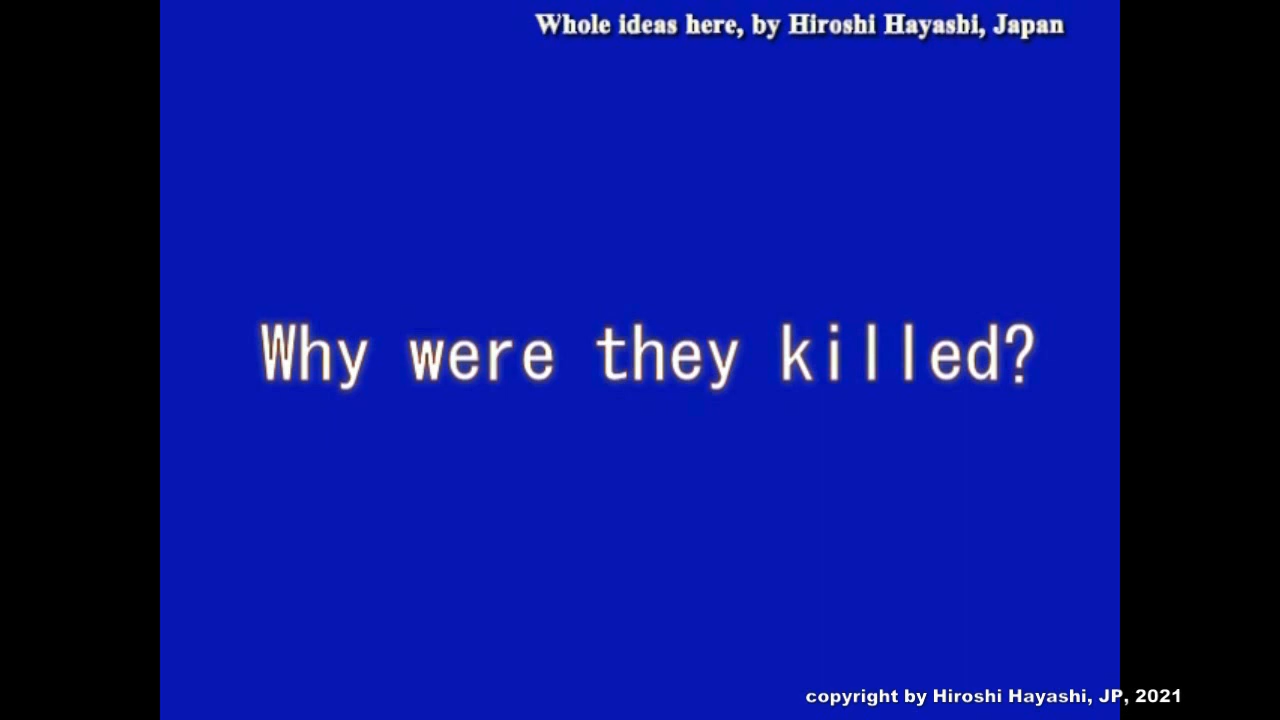 Whole ideas here, by Hiroshi Hayashi, Japan
Why were they killed?
copyright by Hiroshi Hayashi, JP, 2021